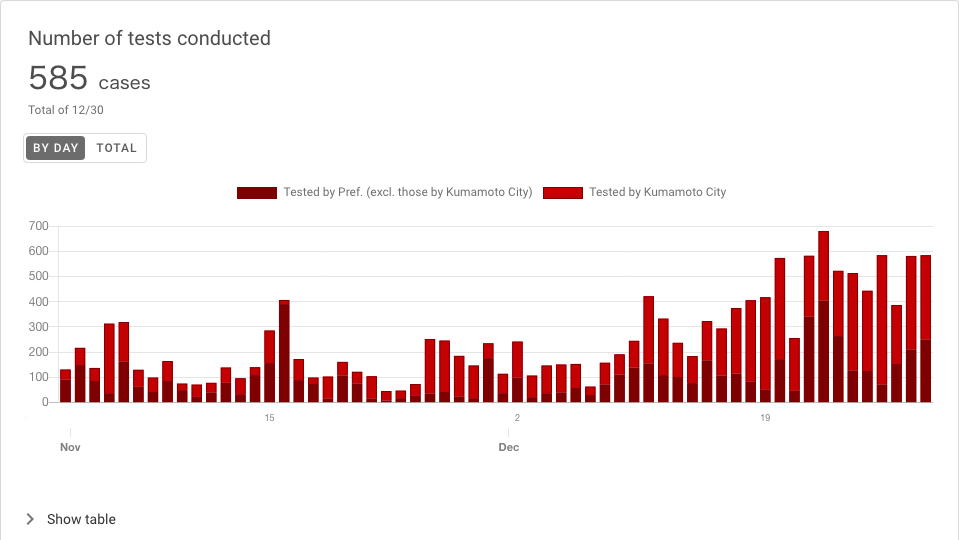 Number of tests conducted
585 cases
Total of 12/30
BY DAY TOTAL
Tested by Pref. (excl. those by Kumamoto City) Tested by Kumamoto City
700
600
500
400
300
200
100
0
15 2 19
Nov Dec
Show table